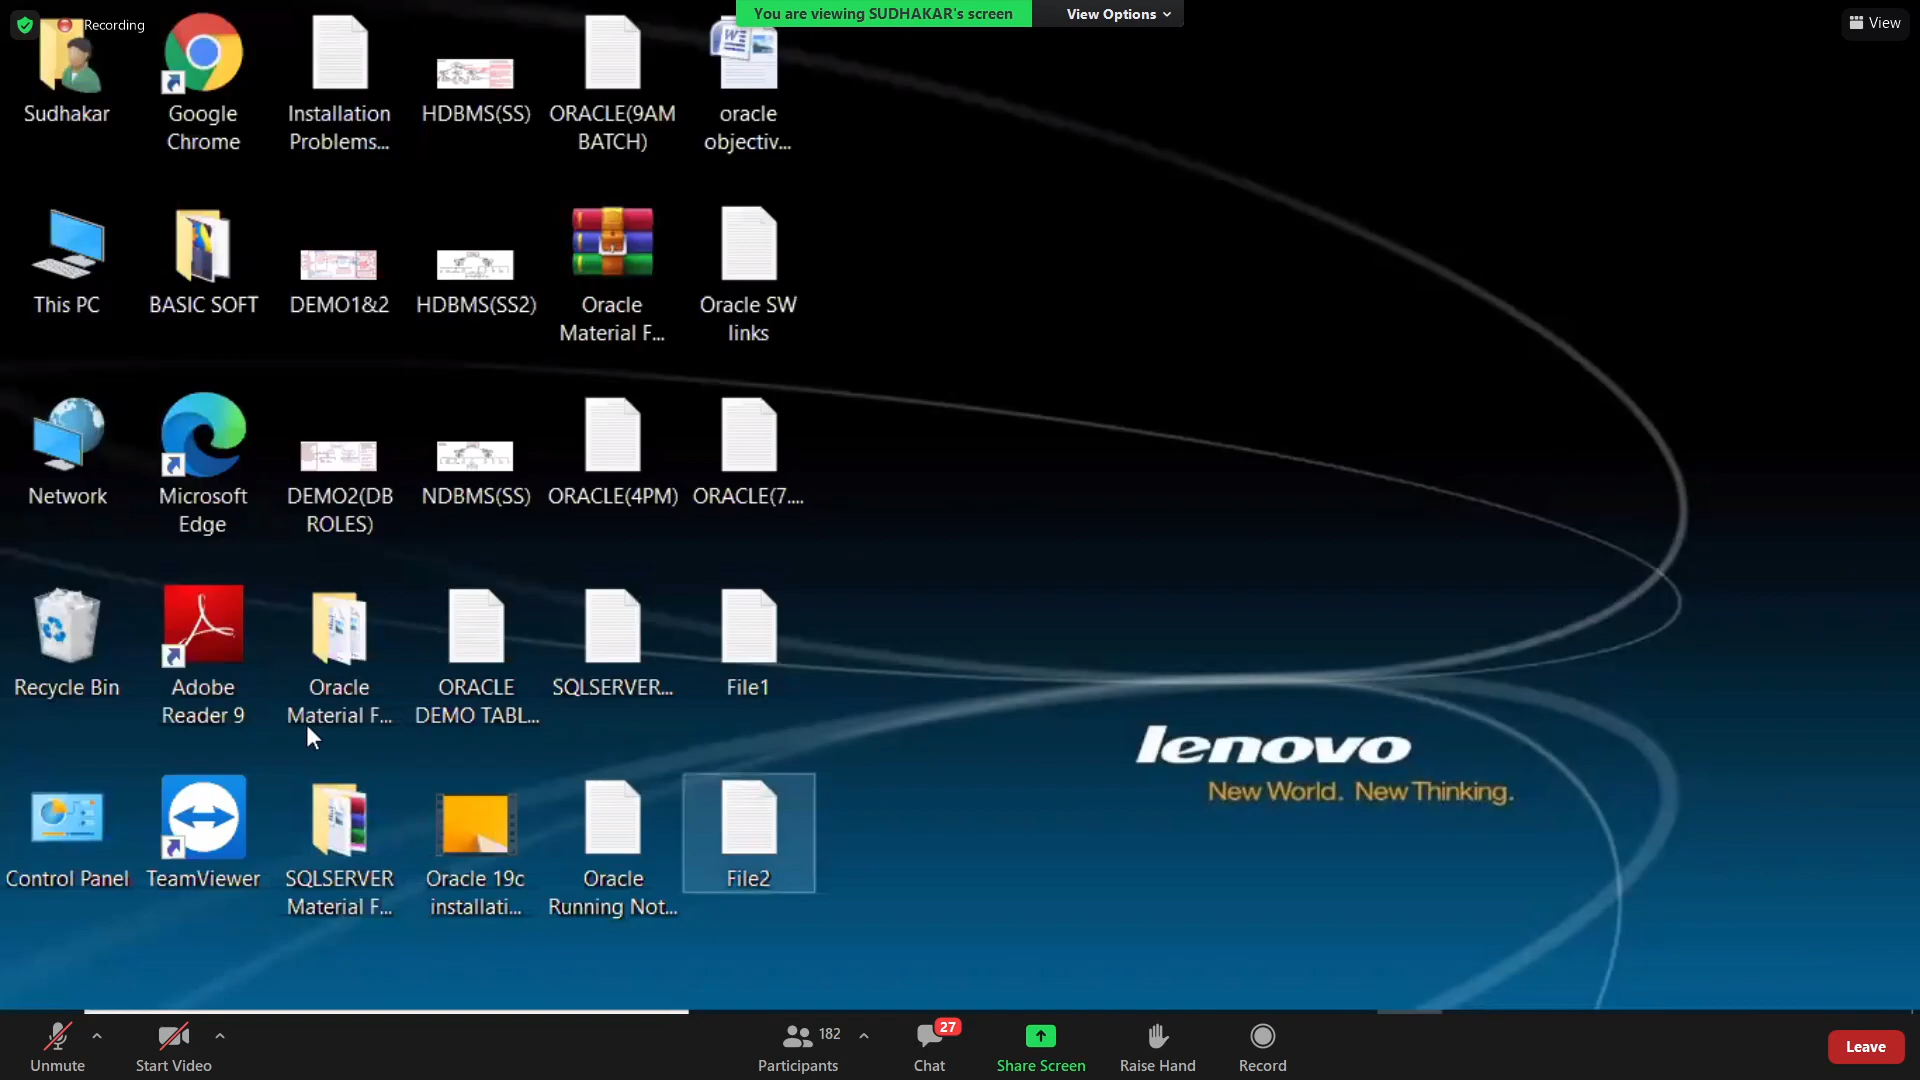 Recording
You are viewing SUDHAKAR's screen
View Options
View
Sudhakar
Google
Chrome
Installation
Problems...
HDBMS(SS)
ORACLE(9AM
BATCH)
oracle
objectiv...
This PC
BASIC SOFT
DEMO1&2
HDBMS(SS2)
Oracle
Material F...
Oracle SW
links
Network
Microsoft
Edge
DEMO2(DB
ROLES)
NDBMS(SS)
ORACLE(4PM)
ORACLE(7....
Recycle Bin
Adobe
Reader 9
Oracle
Material F...
ORACLE
DEMO TABL...
SQLSERVER...
File1
lenovo
New World. New Thinking.
Control Panel
TeamViewer
SQLSERVER
Material F...
Oracle 19c
installati...
Oracle
Running Not...
File2
Unmute
Start Video
182
Participants
27
Chat
Share Screen
Raise Hand
Record
Leave